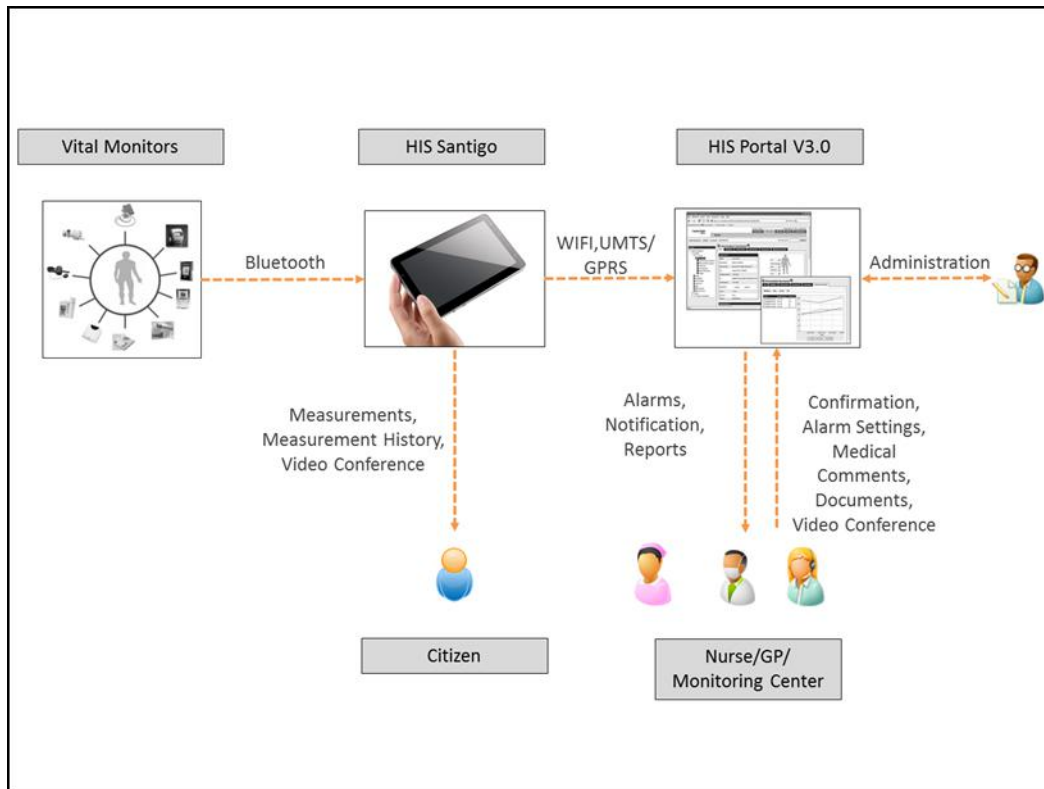 Vital Monitors
HIS Santigo
HIS Portal V3.0
Bluetooth
WIFI,UMTS/
GPRS
Administration
Measurements,
Measurement History,
Video Conference
Alarms,
Notification,
Reports
Confirmation,
Alarm Settings,
Medical
Comments,
Documents,
Video Conference
Citizen
Nurse/GP/
Monitoring Center